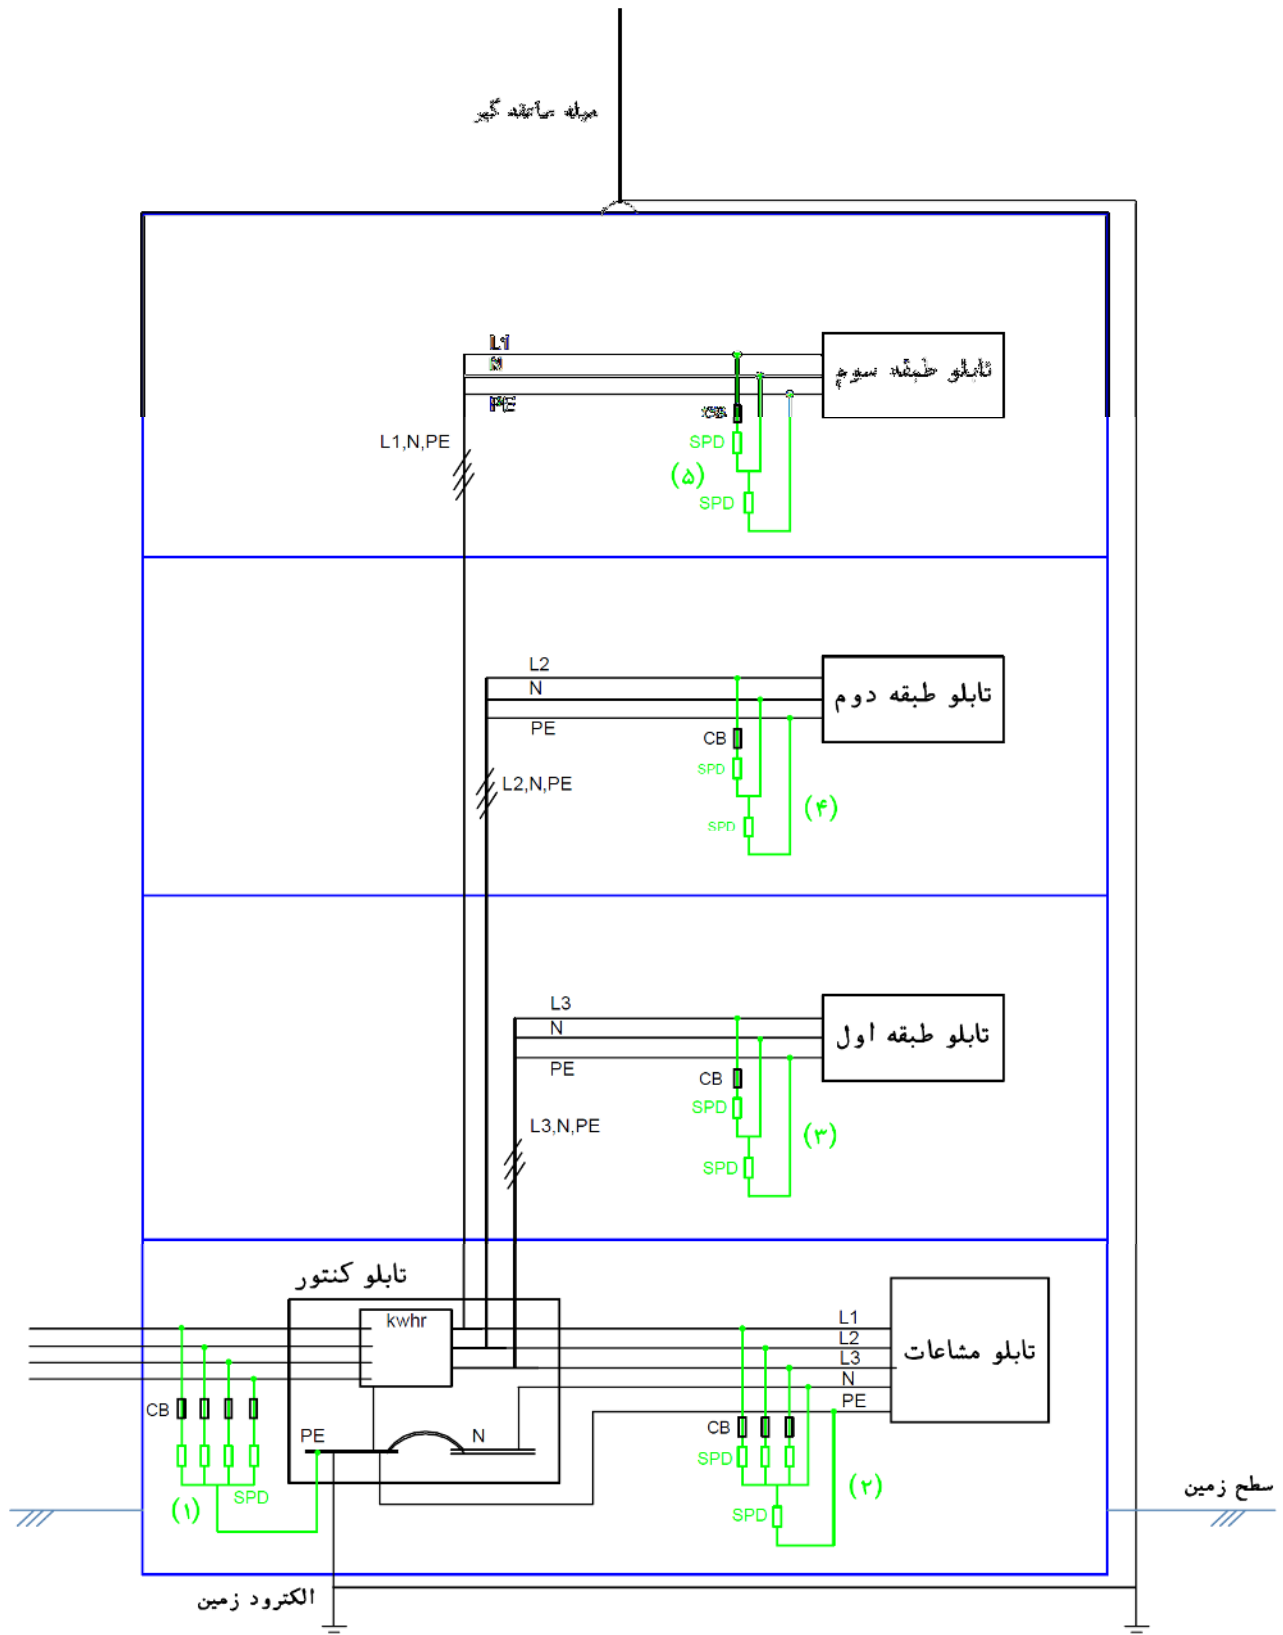 میله صاعقه گیر
L1
N
PE
تابلو طبقه سوم
CB
L1,N,PE
SPD
(۵)
SPD
L2
N
PE
تابلو طبقه دوم
CB
SPD
L2,N,PE
(۴)
SPD
L3
N
PE
تابلو طبقه اول
CB
SPD
L3,N,PE
(۳)
SPD
تابلو کنتور
kwhr
L1
L2
L3
N
PE
تابلو مشاعات
CB
PE
N
CB
SPD
(۲)
سطح زمین
SPD
(۱)
SPD
الکترود زمین